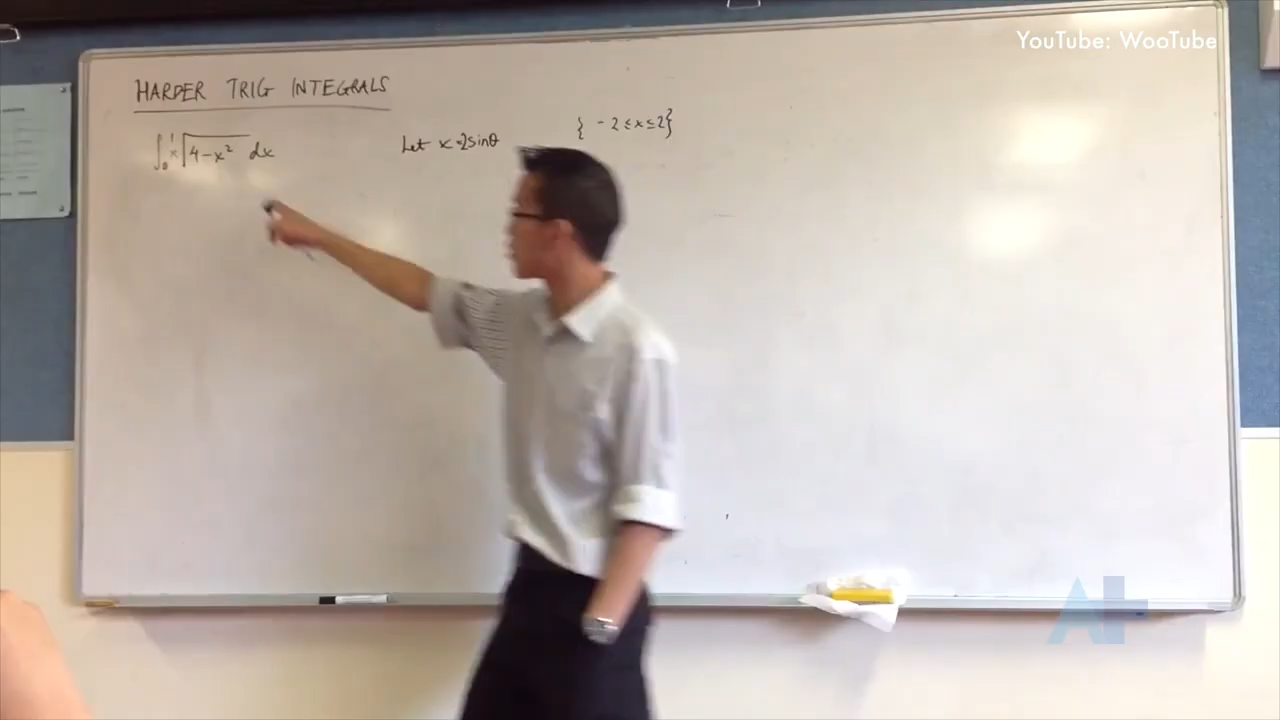 YouTube: WooTube
HARDER TRIG INTEGRALS
∫₀¹ x√(4-x²) dx
Let x=2sinθ
{ -2≤x≤2}